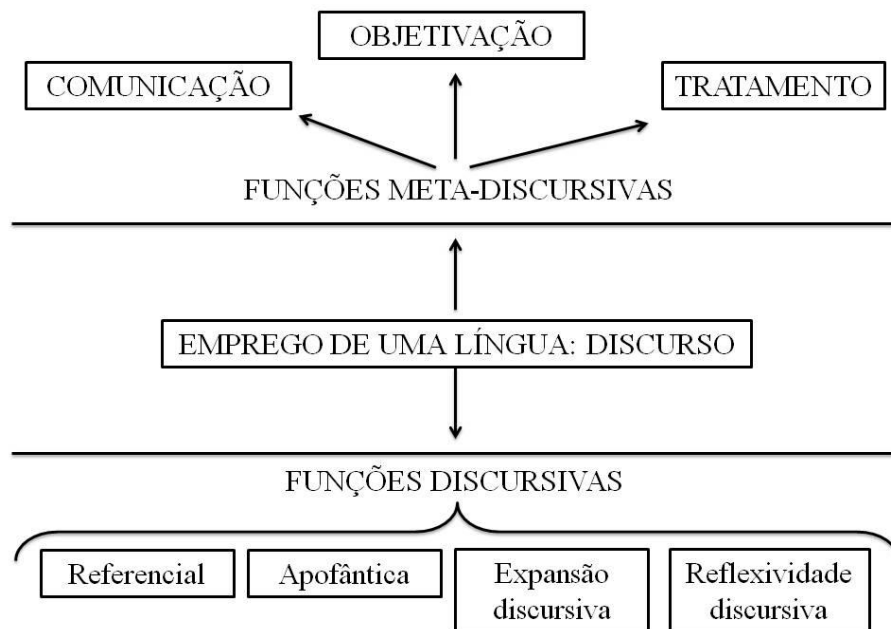 OBJETIVAÇÃO
COMUNICAÇÃO
TRATAMENTO
FUNÇÕES META-DISCURSIVAS
EMPREGO DE UMA LÍNGUA: DISCURSO
FUNÇÕES DISCURSIVAS
Referencial
Apofântica
Expansão
discursiva
Reflexividade
discursiva